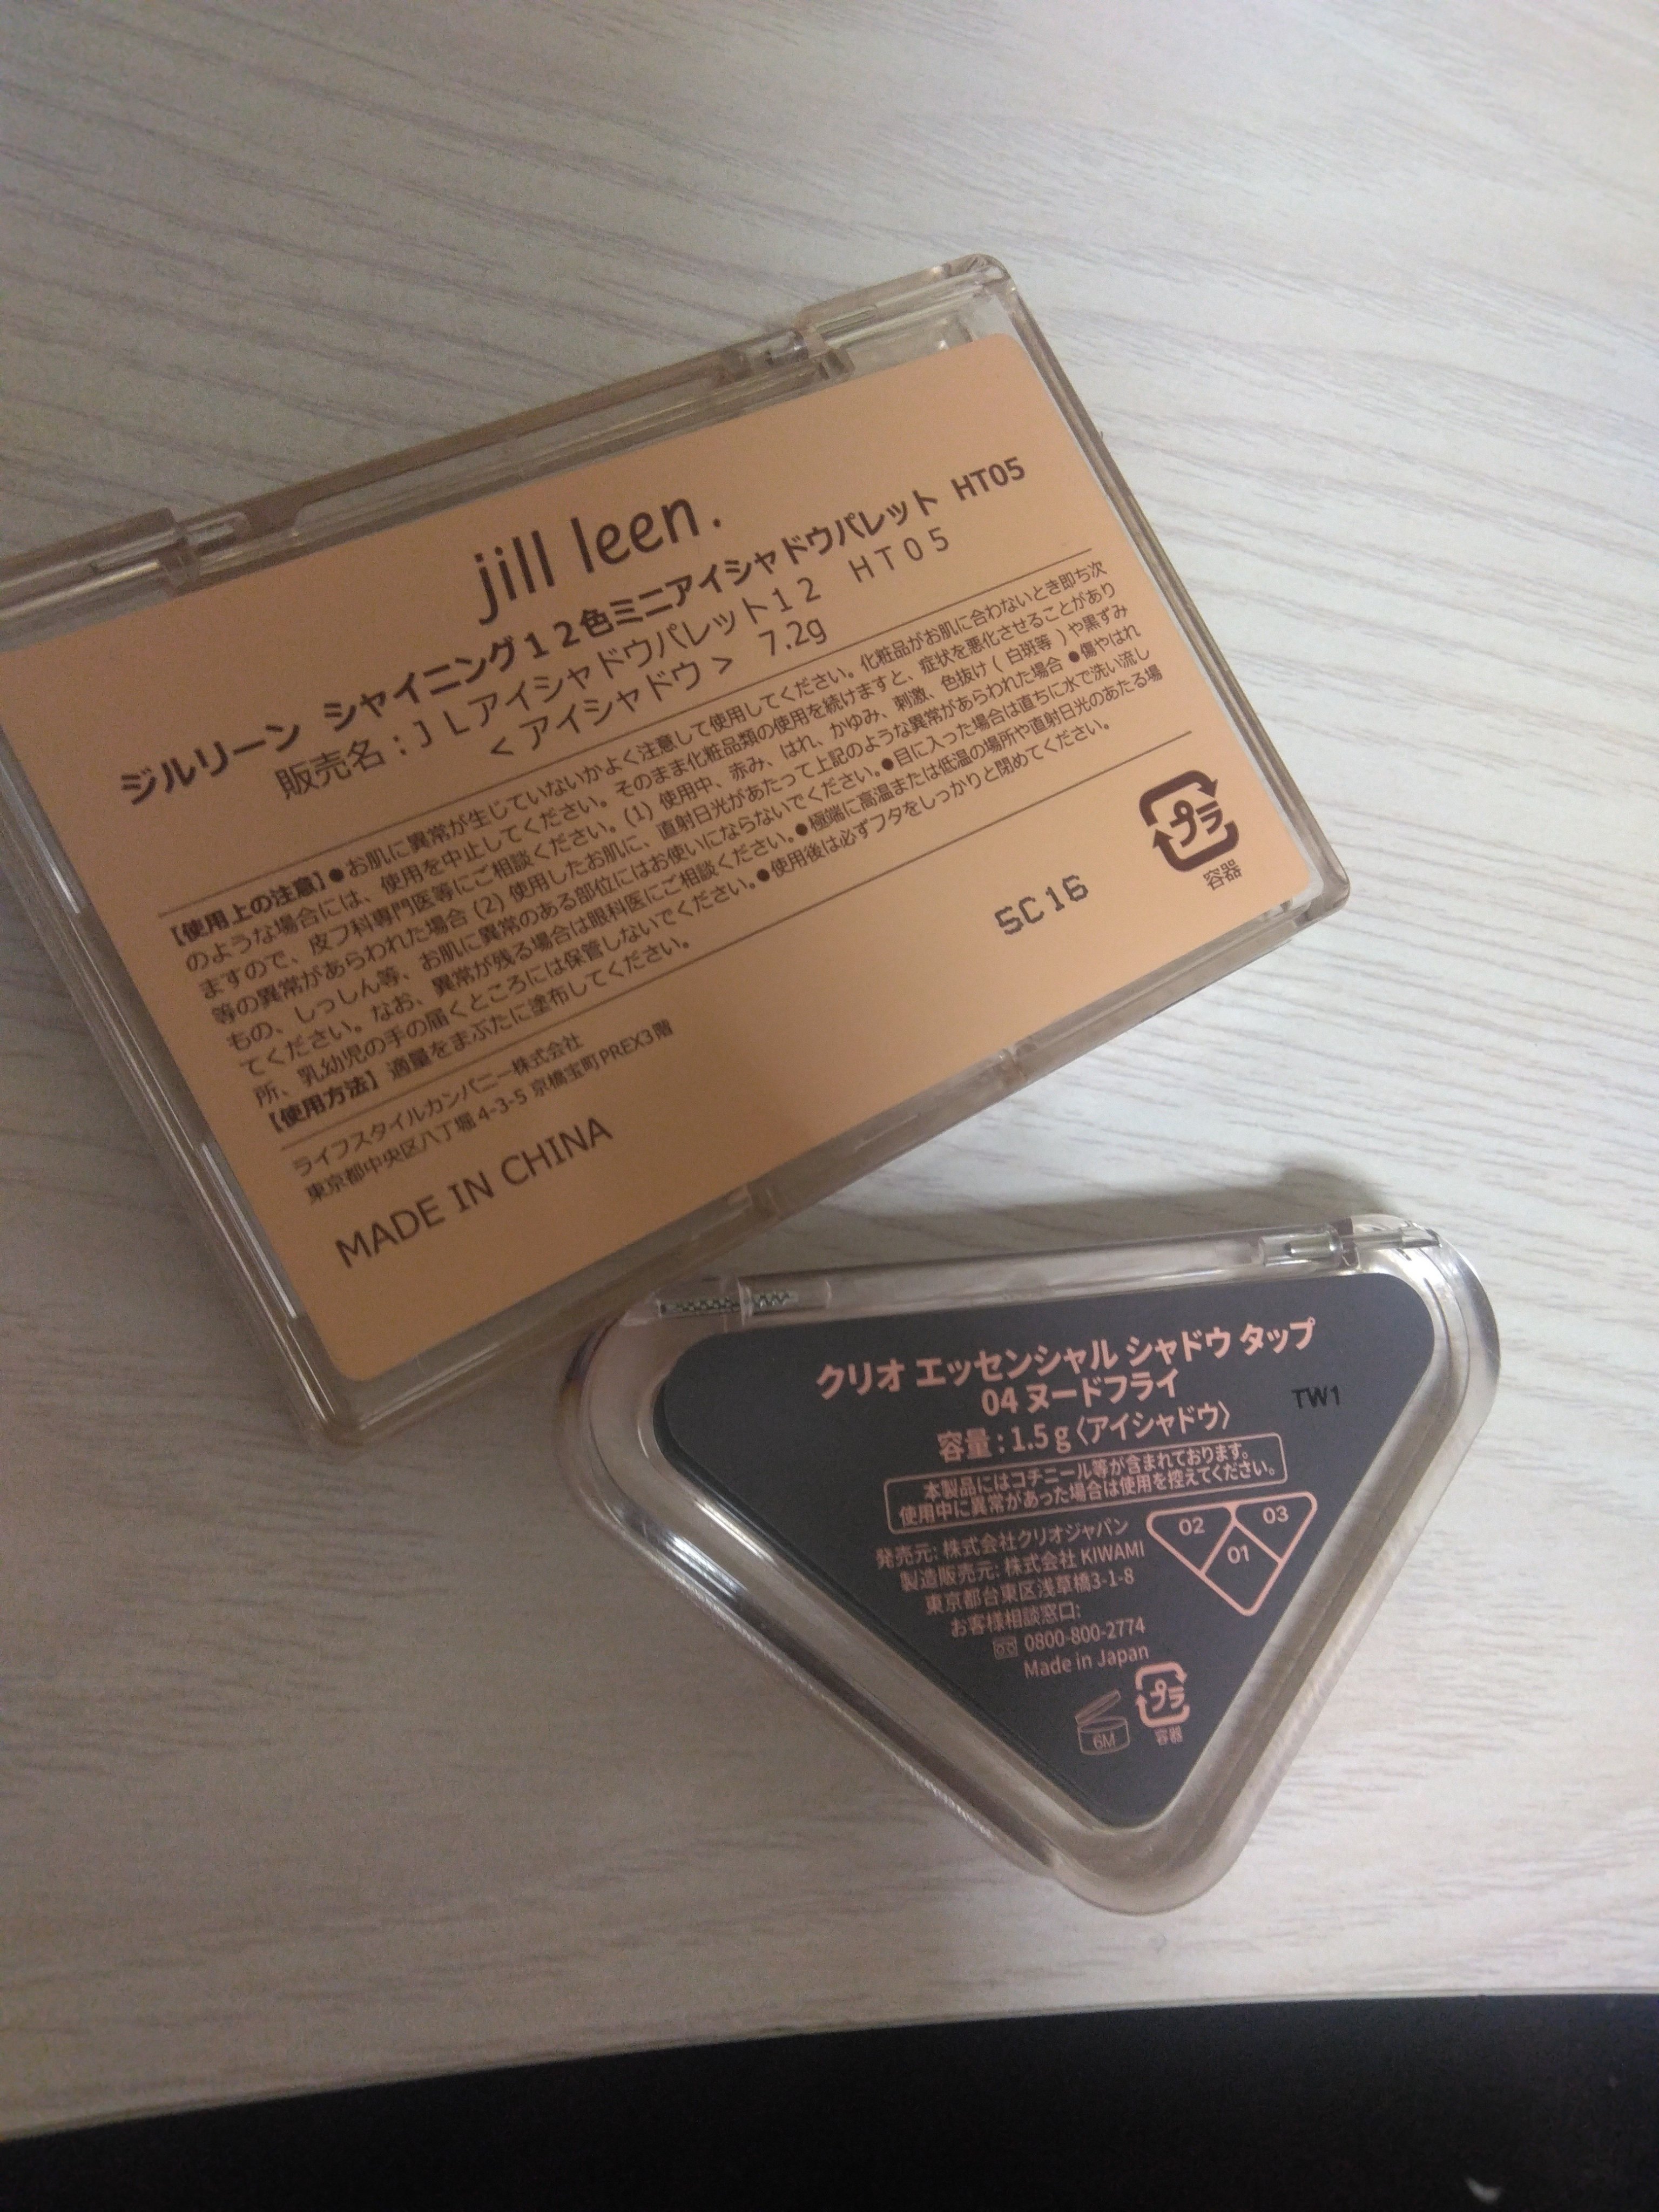 jill leen.
ジルリーン シャイニング12色ミニアイシャドウパレット HT05
販売名：JLアイシャドウパレット12 HT05
<アイシャドウ> 7.2g
【使用上の注意】●お肌に異常が生じていないかよく注意して使用してください。化粧品がお肌に合わないとき即ち次
のような場合には、使用を中止してください。そのまま化粧品類の使用を続けますと、症状を悪化させることがあり
ますので、皮フ科専門医等にご相談ください。(1) 使用中、赤み、はれ、かゆみ、刺激、色抜け（白斑等）や黒ずみ
等の異常があらわれた場合 (2) 使用したお肌に、直射日光があたって上記のような異常があらわれた場合 ●傷やはれ
もの、しっしん等、お肌に異常のある部位にはお使いにならないでください。●目に入った場合は直ちに水で洗い流し
てください。なお、異常が残る場合は眼科医にご相談ください。●極端に高温または低温の場所や直射日光のあたる場
所、乳幼児の手の届くところには保管しないでください。●使用後は必ずフタをしっかりと閉めてください。
【使用方法】適量をまぶたに塗布してください。
ライフスタイルカンパニー株式会社
東京都中央区八丁堀 4-3-5 京橋宝町PREX3階
MADE IN CHINA
5C16
プラ
容器
クリオ エッセンシャル シャドウ タップ
04 ヌードフライ
TW1
容量 : 1.5 g〈アイシャドウ〉
本製品にはコチニール等が含まれております。
使用中に異常があった場合は使用を控えてください。
発売元: 株式会社クリオジャパン
製造販売元: 株式会社 KIWAMI
東京都台東区浅草橋3-1-8
お客様相談窓口:
0800-800-2774
Made in Japan
02 03
01
6M
プラ
容器